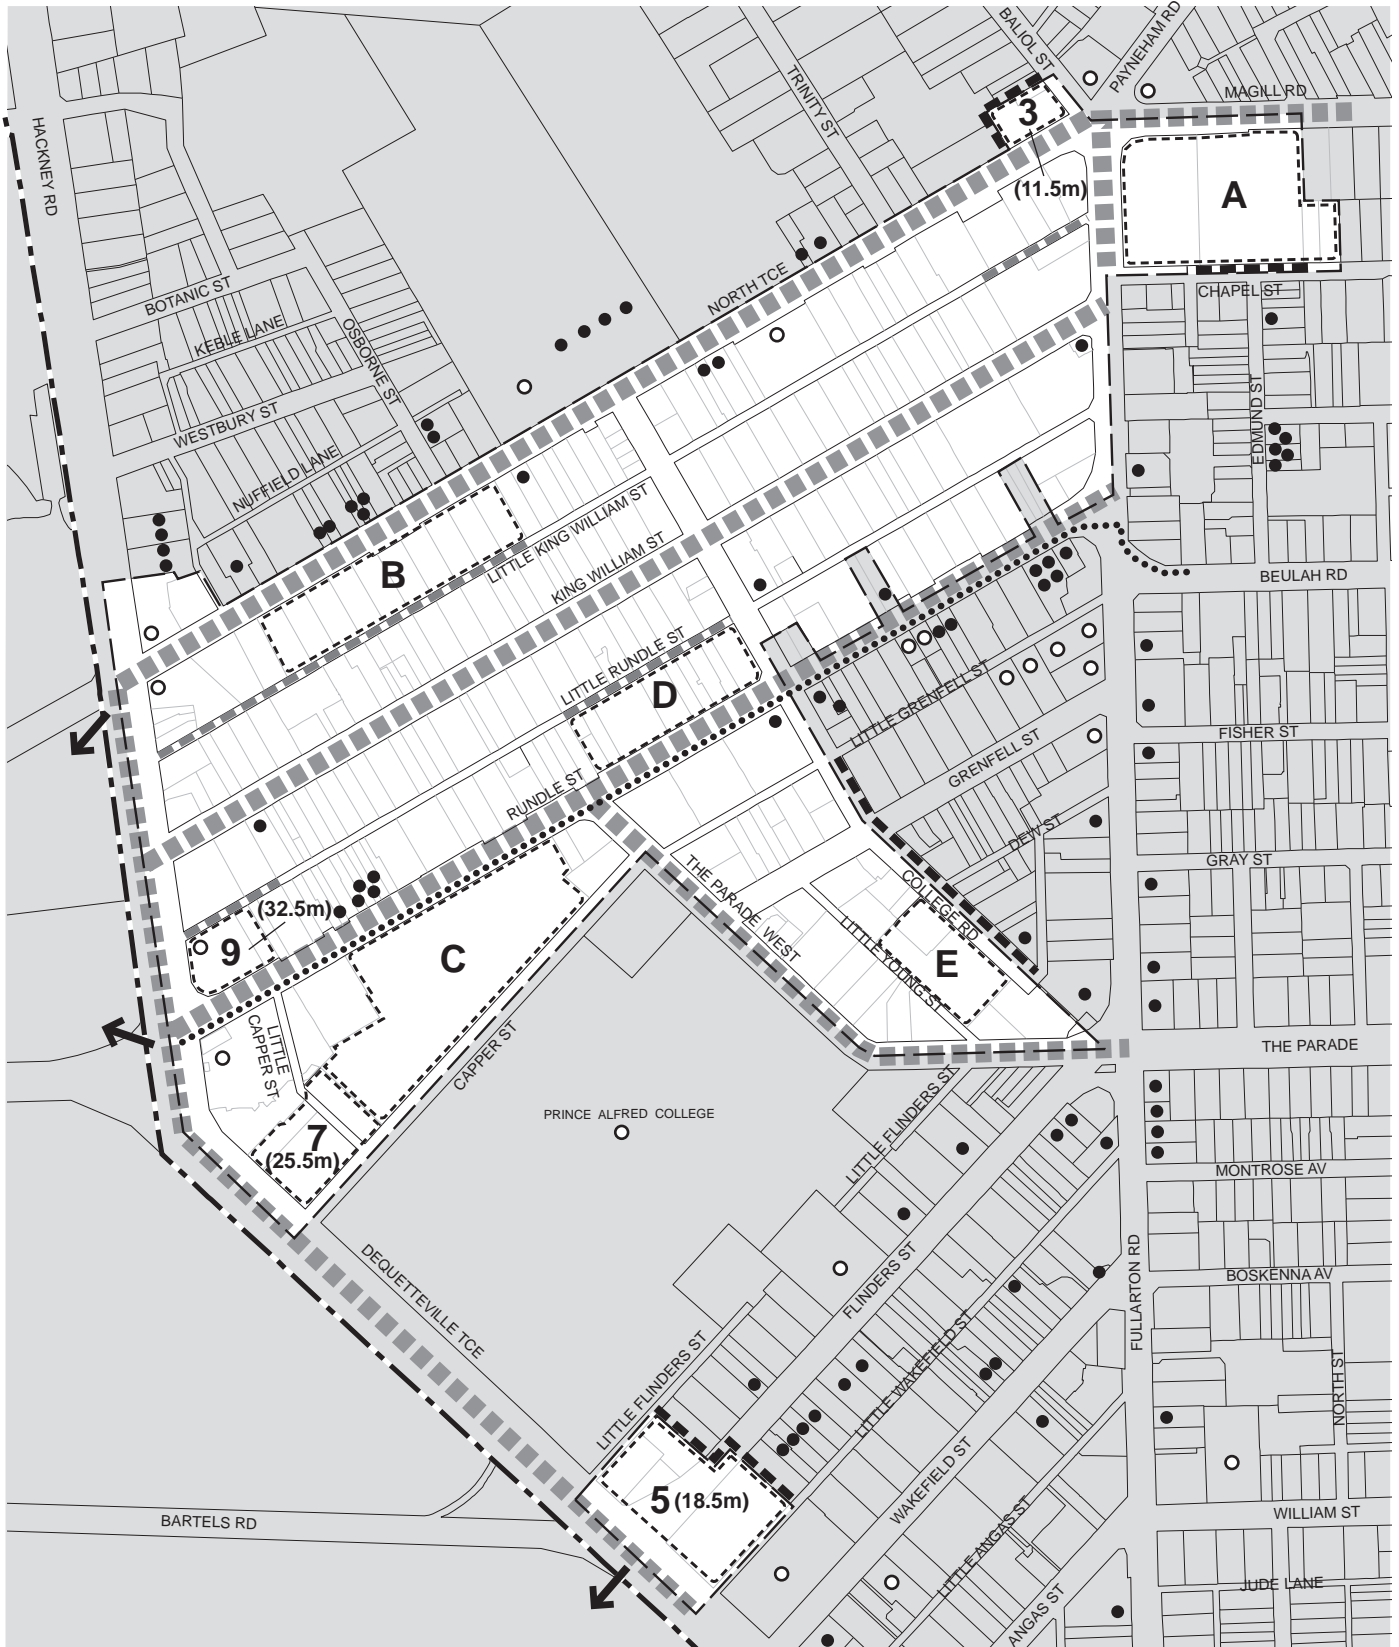 BALIOL ST
PAYNEHAM RD
MAGILL RD
TRINITY ST
3
HACKNEY RD
(11.5m)
A
NORTH TCE
BOTANIC ST
CHAPEL ST
KEBLE LANE
OSBORNE ST
EDMUND ST
WESTBURY ST
NUFFIELD LANE
LITTLE KING WILLIAM ST
B
KING WILLIAM ST
BEULAH RD
LITTLE RUNDLE ST
D
LITTLE GRENFELL ST
FISHER ST
GRENFELL ST
RUNDLE ST
DEW ST
GRAY ST
THE PARADE WEST
COLLEGE RD
(32.5m)
9
C
LITTLE YOUNG ST
E
LITTLE
CAPPER ST
CAPPER ST
THE PARADE
PRINCE ALFRED COLLEGE
LITTLE FLINDERS ST
7
(25.5m)
MONTROSE AV
DEQUETTEVILLE TCE
FLINDERS ST
FULLARTON RD
BOSKENNA AV
LITTLE FLINDERS ST
LITTLE WAKEFIELD ST
NORTH ST
WAKEFIELD ST
5 (18.5m)
BARTELS RD
WILLIAM ST
LITTLE ANGAS ST
JUDE LANE
ANGAS ST